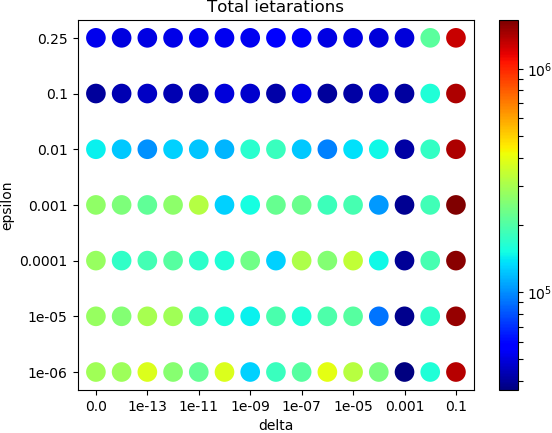 Total ietarations
0.25
0.1
0.01
0.001
0.0001
1e-05
1e-06
epsilon
0.0 1e-13 1e-11 1e-09 1e-07 1e-05 0.001 0.1
delta
10^6
10^5